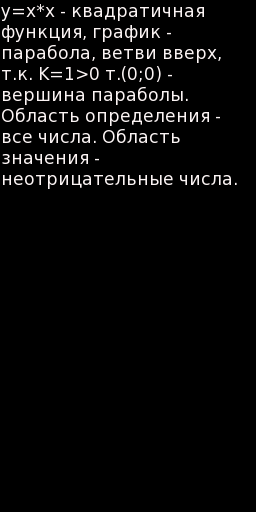 y=x*x - квадратичная
функция, график -
парабола, ветви вверх,
т.к. K=1>0 т.(0;0) -
вершина параболы.
Область определения -
все числа. Область
значения -
неотрицательные числа.